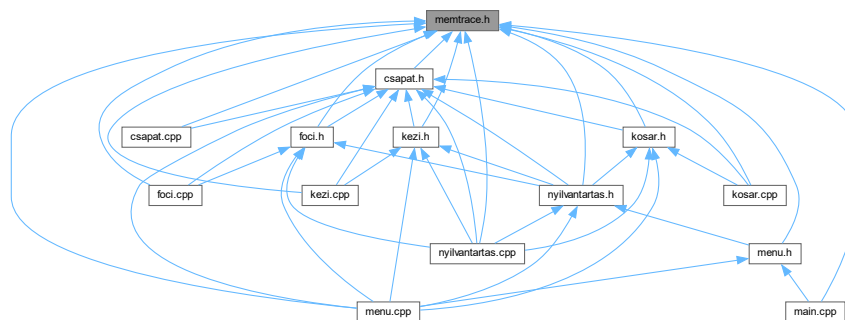 memtrace.h
csapat.h
csapat.cpp
foci.h
kezi.h
kosar.h
foci.cpp
kezi.cpp
nyilvantartas.h
kosar.cpp
nyilvantartas.cpp
menu.h
menu.cpp
main.cpp